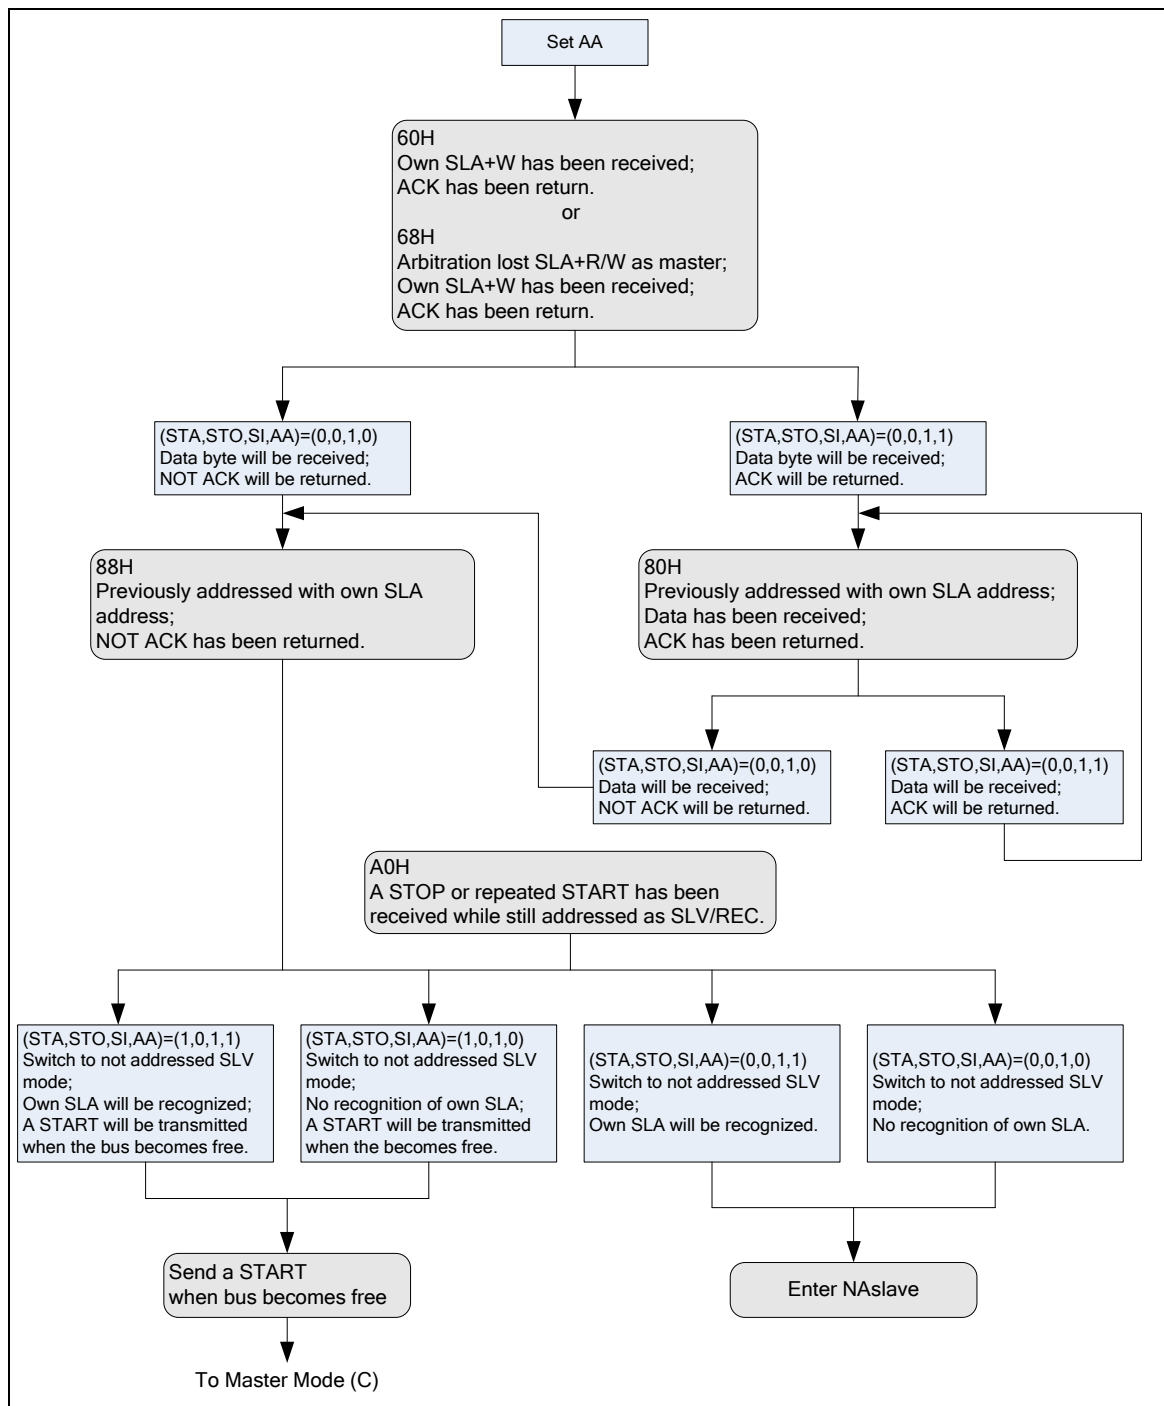 Set AA
60H
Own SLA+W has been received;
ACK has been return.
or
68H
Arbitration lost SLA+R/W as master;
Own SLA+W has been received;
ACK has been return.
(STA,STO,SI,AA)=(0,0,1,0)
Data byte will be received;
NOT ACK will be returned.
(STA,STO,SI,AA)=(0,0,1,1)
Data byte will be received;
ACK will be returned.
88H
Previously addressed with own SLA
address;
NOT ACK has been returned.
80H
Previously addressed with own SLA address;
Data has been received;
ACK has been returned.
(STA,STO,SI,AA)=(0,0,1,0)
Data will be received;
NOT ACK will be returned.
(STA,STO,SI,AA)=(0,0,1,1)
Data will be received;
ACK will be returned.
A0H
A STOP or repeated START has been
received while still addressed as SLV/REC.
(STA,STO,SI,AA)=(1,0,1,1)
Switch to not addressed SLV
mode;
Own SLA will be recognized;
A START will be transmitted
when the bus becomes free.
(STA,STO,SI,AA)=(1,0,1,0)
Switch to not addressed SLV
mode;
No recognition of own SLA;
A START will be transmitted
when the becomes free.
(STA,STO,SI,AA)=(0,0,1,1)
Switch to not addressed SLV
mode;
Own SLA will be recognized.
(STA,STO,SI,AA)=(0,0,1,0)
Switch to not addressed SLV
mode;
No recognition of own SLA.
Send a START
when bus becomes free
Enter NAslave
To Master Mode (C)